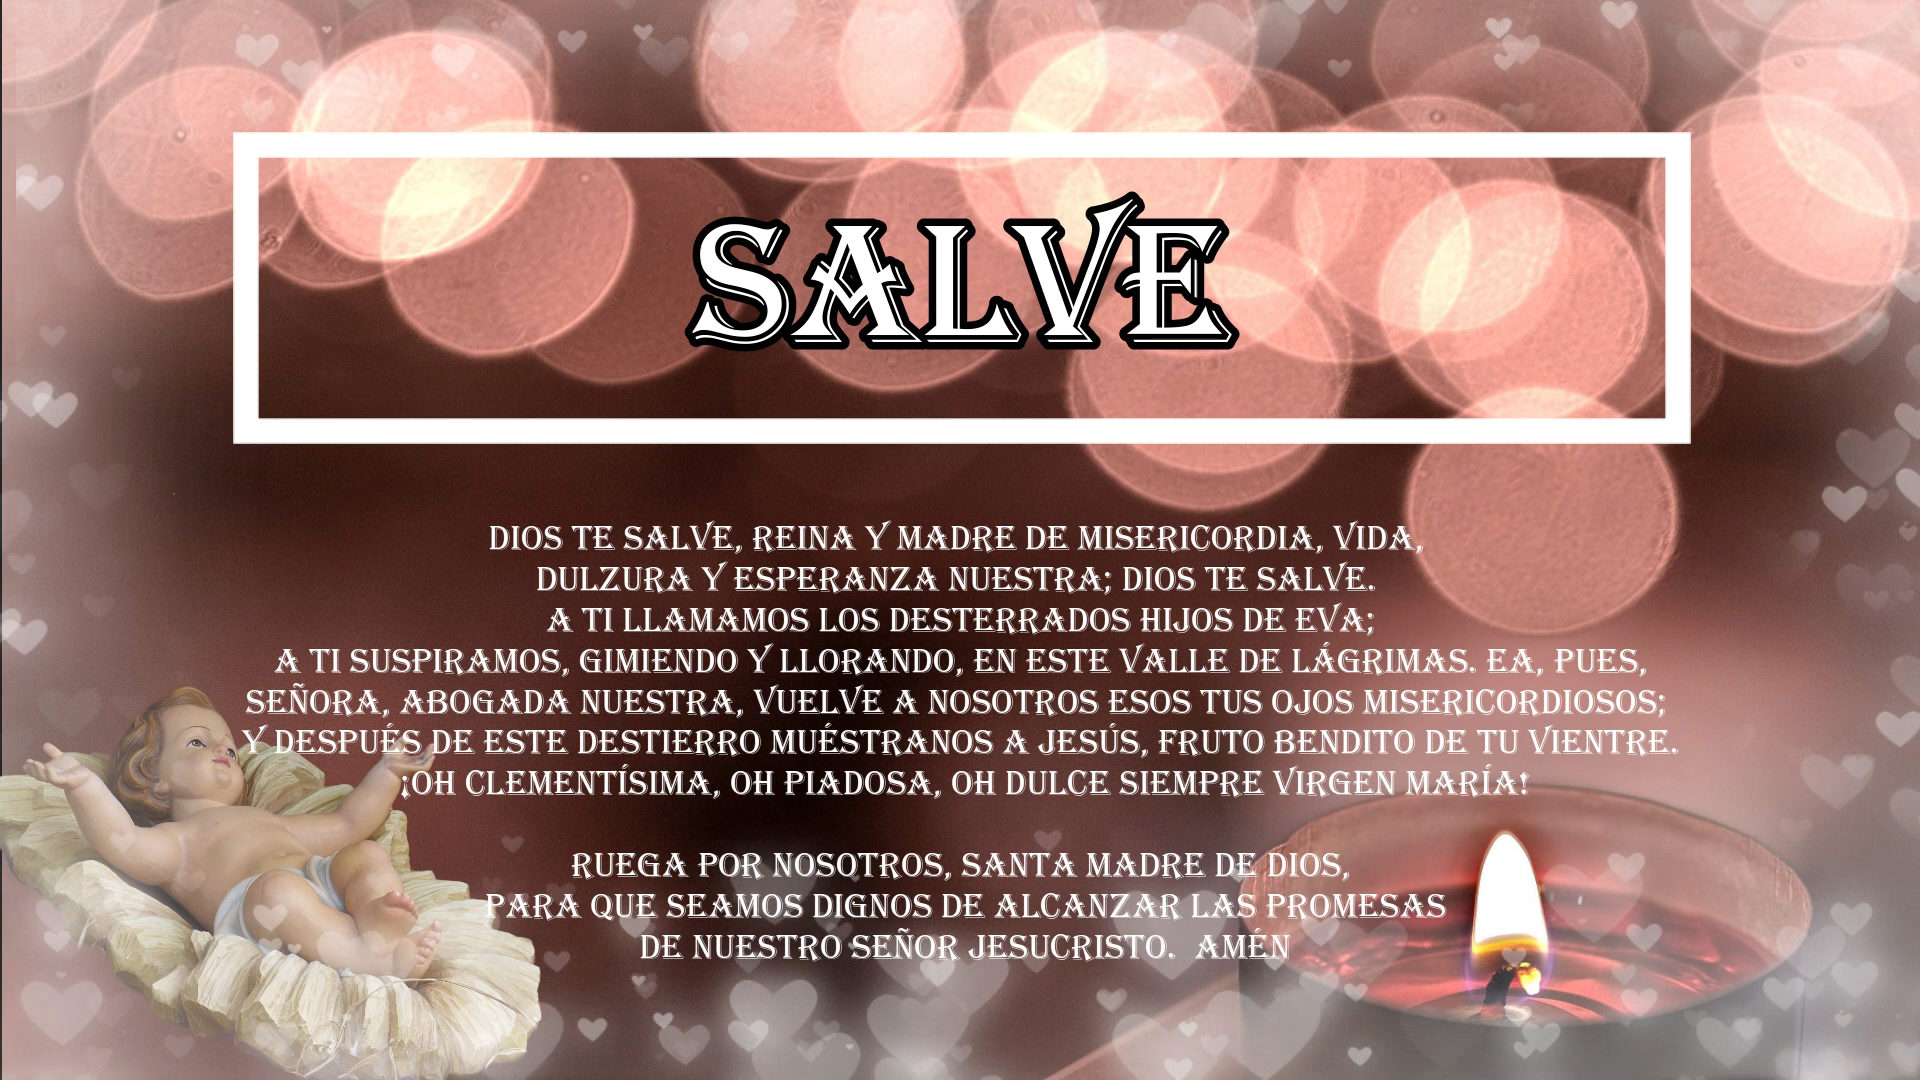 SALVE
DIOS TE SALVE, REINA Y MADRE DE MISERICORDIA, VIDA,
DULZURA Y ESPERANZA NUESTRA; DIOS TE SALVE.
A TI LLAMAMOS LOS DESTERRADOS HIJOS DE EVA;
A TI SUSPIRAMOS, GIMIENDO Y LLORANDO, EN ESTE VALLE DE LÁGRIMAS. EA, PUES,
SEÑORA, ABOGADA NUESTRA, VUELVE A NOSOTROS ESOS TUS OJOS MISERICORDIOSOS;
Y DESPUÉS DE ESTE DESTIERRO MUÉSTRANOS A JESÚS, FRUTO BENDITO DE TU VIENTRE.
¡OH CLEMENTÍSIMA, OH PIADOSA, OH DULCE SIEMPRE VIRGEN MARÍA!
RUEGA POR NOSOTROS, SANTA MADRE DE DIOS,
PARA QUE SEAMOS DIGNOS DE ALCANZAR LAS PROMESAS
DE NUESTRO SEÑOR JESUCRISTO. AMÉN